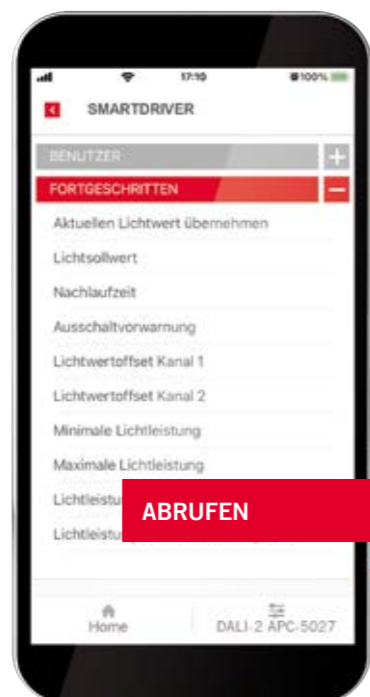 17:10
100%
SMARTDRIVER
BENUTZER
FORTGESCHRITTEN
Aktuellen Lichtwert übernehmen
Lichtsollwert
Nachlaufzeit
Ausschaltvorwarnung
Lichtwertoffset Kanal 1
Lichtwertoffset Kanal 2
Minimale Lichtleistung
Maximale Lichtleistung
ABRUFEN
Home
DALI-2 APC-5027